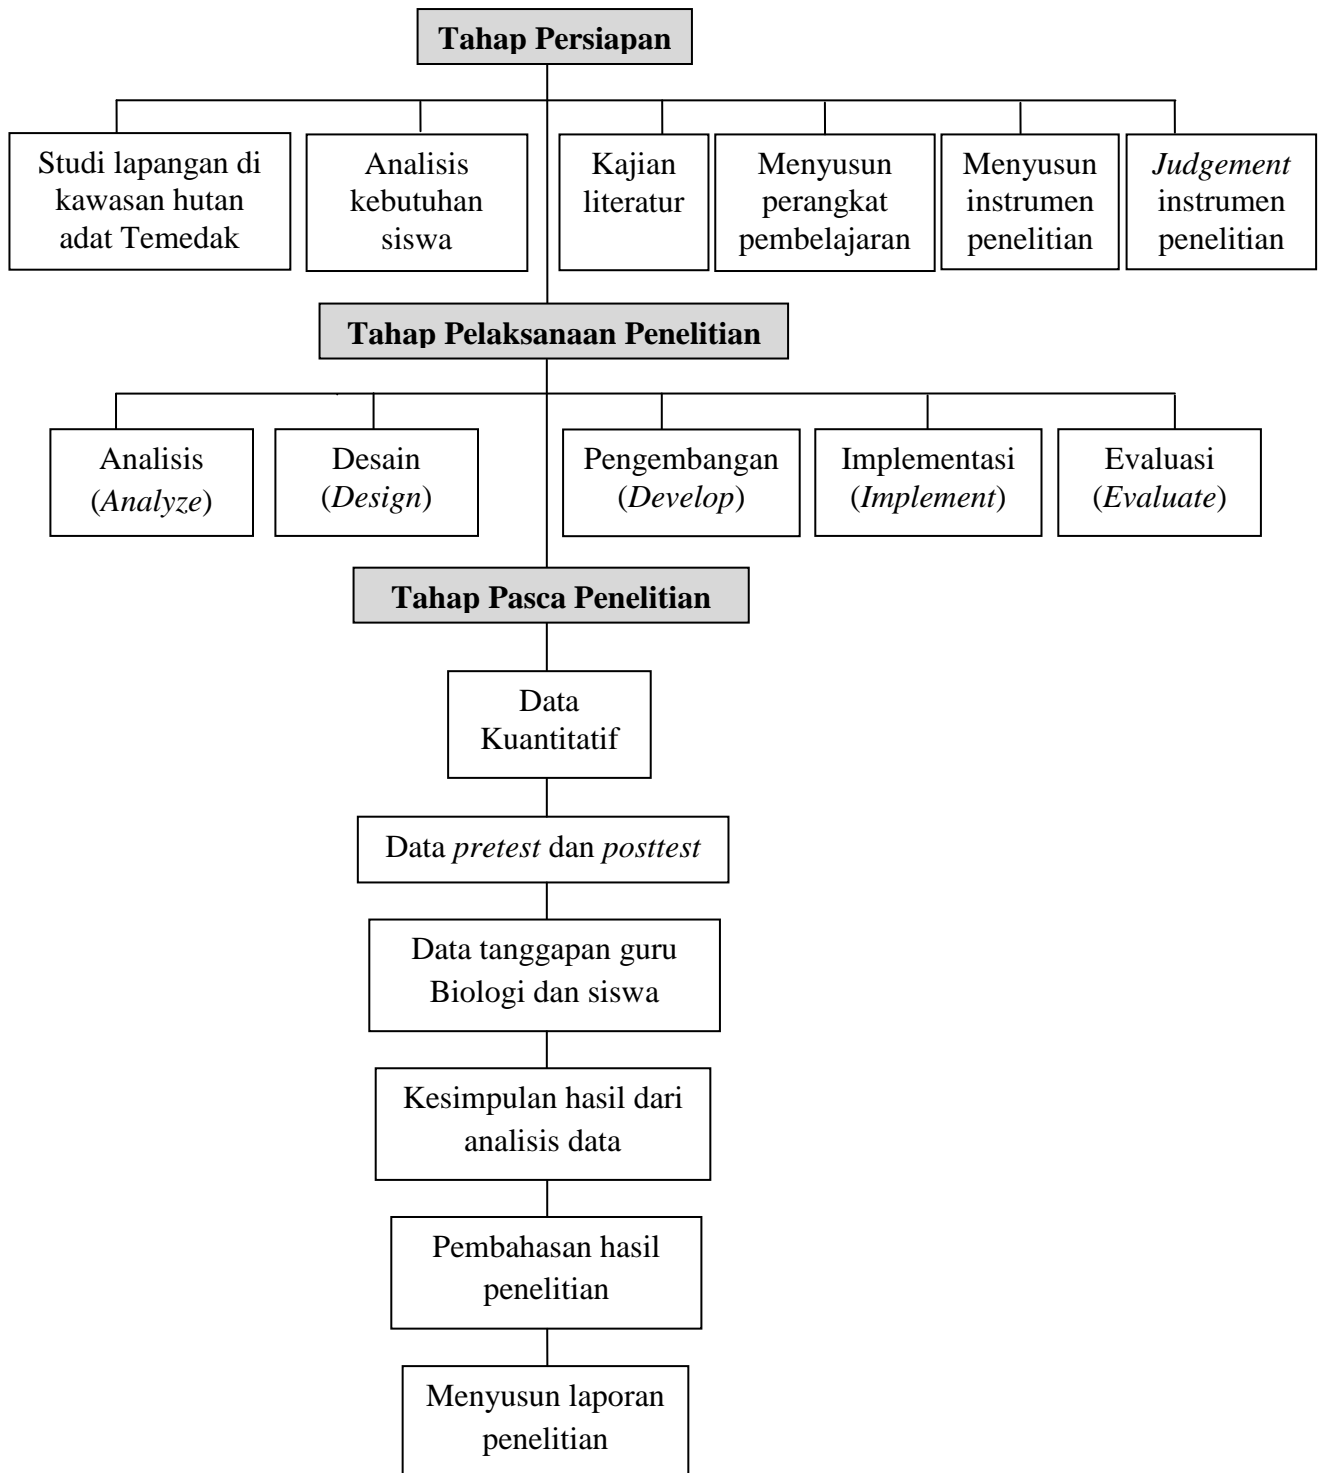 Tahap Persiapan
Studi lapangan di
kawasan hutan
adat Temedak
Analisis
kebutuhan
siswa
Kajian
literatur
Menyusun
perangkat
pembelajaran
Menyusun
instrumen
penelitian
Judgement
instrumen
penelitian
Tahap Pelaksanaan Penelitian
Analisis
(Analyze)
Desain
(Design)
Pengembangan
(Develop)
Implementasi
(Implement)
Evaluasi
(Evaluate)
Tahap Pasca Penelitian
Data
Kuantitatif
Data pretest dan posttest
Data tanggapan guru
Biologi dan siswa
Kesimpulan hasil dari
analisis data
Pembahasan hasil
penelitian
Menyusun laporan
penelitian